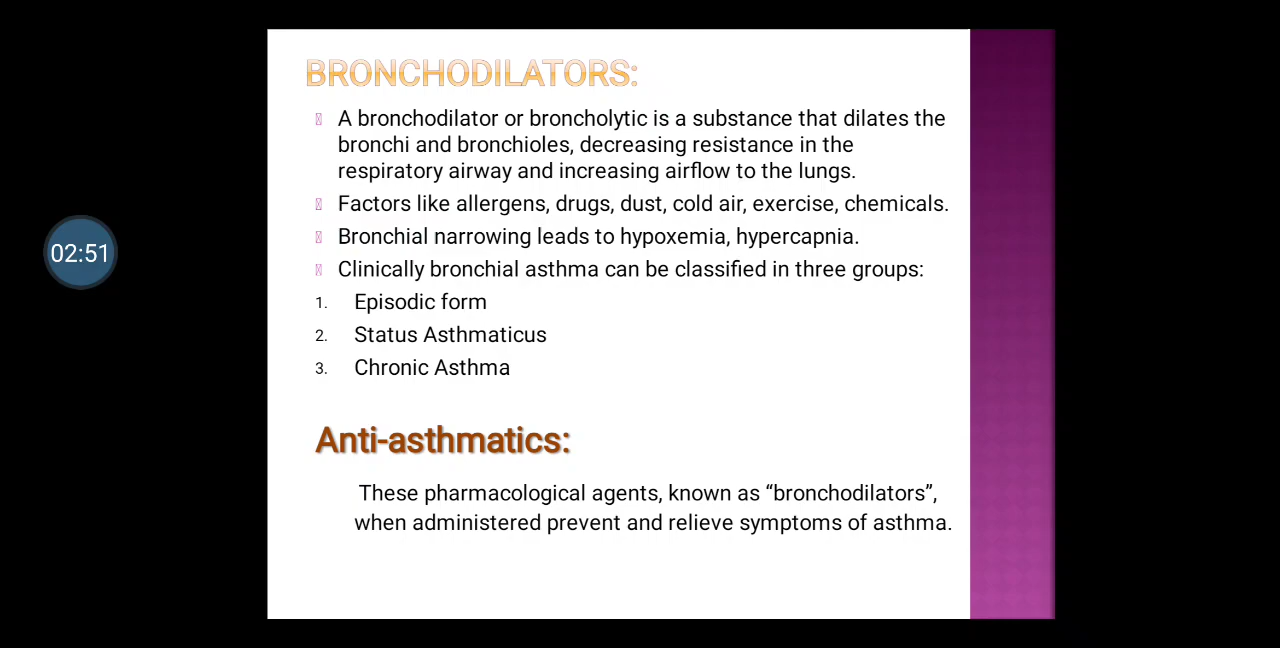 BRONCHODILATORS:
A bronchodilator or broncholytic is a substance that dilates the
bronchi and bronchioles, decreasing resistance in the
respiratory airway and increasing airflow to the lungs.
Factors like allergens, drugs, dust, cold air, exercise, chemicals.
02:51
Bronchial narrowing leads to hypoxemia, hypercapnia.
Clinically bronchial asthma can be classified in three groups:
1. Episodic form
2. Status Asthmaticus
3. Chronic Asthma
Anti-asthmatics:
These pharmacological agents, known as “bronchodilators”,
when administered prevent and relieve symptoms of asthma.